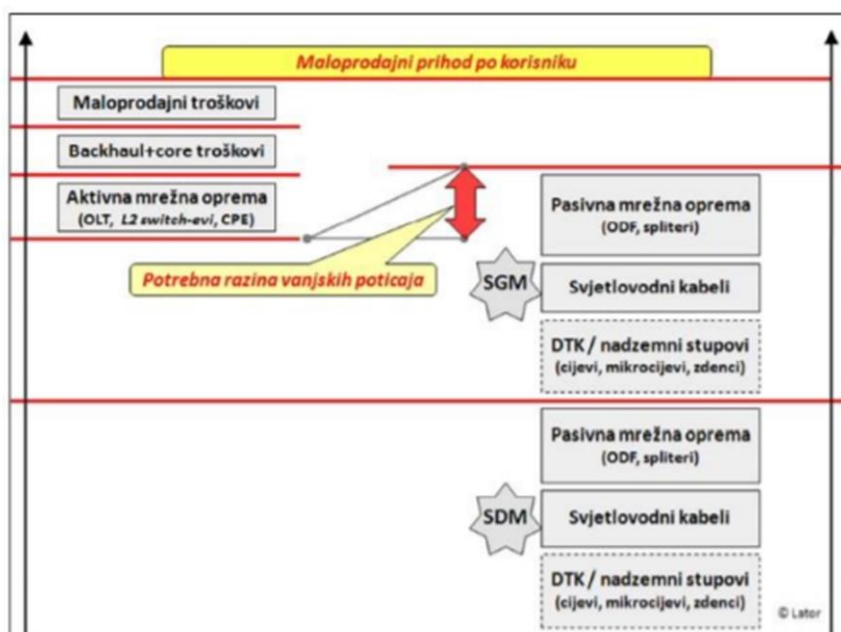 Maloprodajni prihod po korisniku
Maloprodajni troškovi
Backhaul+core troškovi
Aktivna mrežna oprema
(OLT, L2 switch-evi, CPE)
Potrebna razina vanjskih poticaja
Pasivna mrežna oprema
(ODF, spliteri)
SGM
Svjetlovodni kabeli
DTK / nadzemni stupovi
(cijevi, mikrocijevi, zdenci)
Pasivna mrežna oprema
(ODF, spliteri)
SDM
Svjetlovodni kabeli
DTK / nadzemni stupovi
(cijevi, mikrocijevi, zdenci)
© Lator